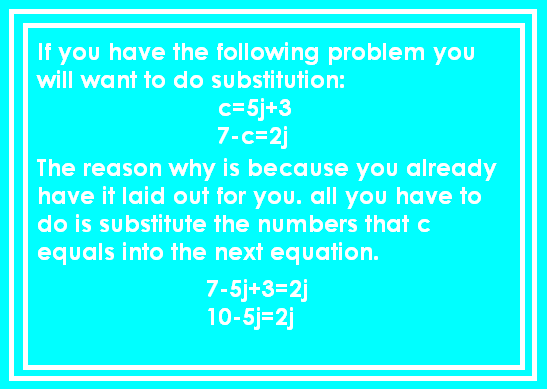 If you have the following problem you
will want to do substitution:
c=5j+3
7-c=2j
The reason why is because you already
have it laid out for you. all you have to
do is substitute the numbers that c
equals into the next equation.
7-5j+3=2j
10-5j=2j